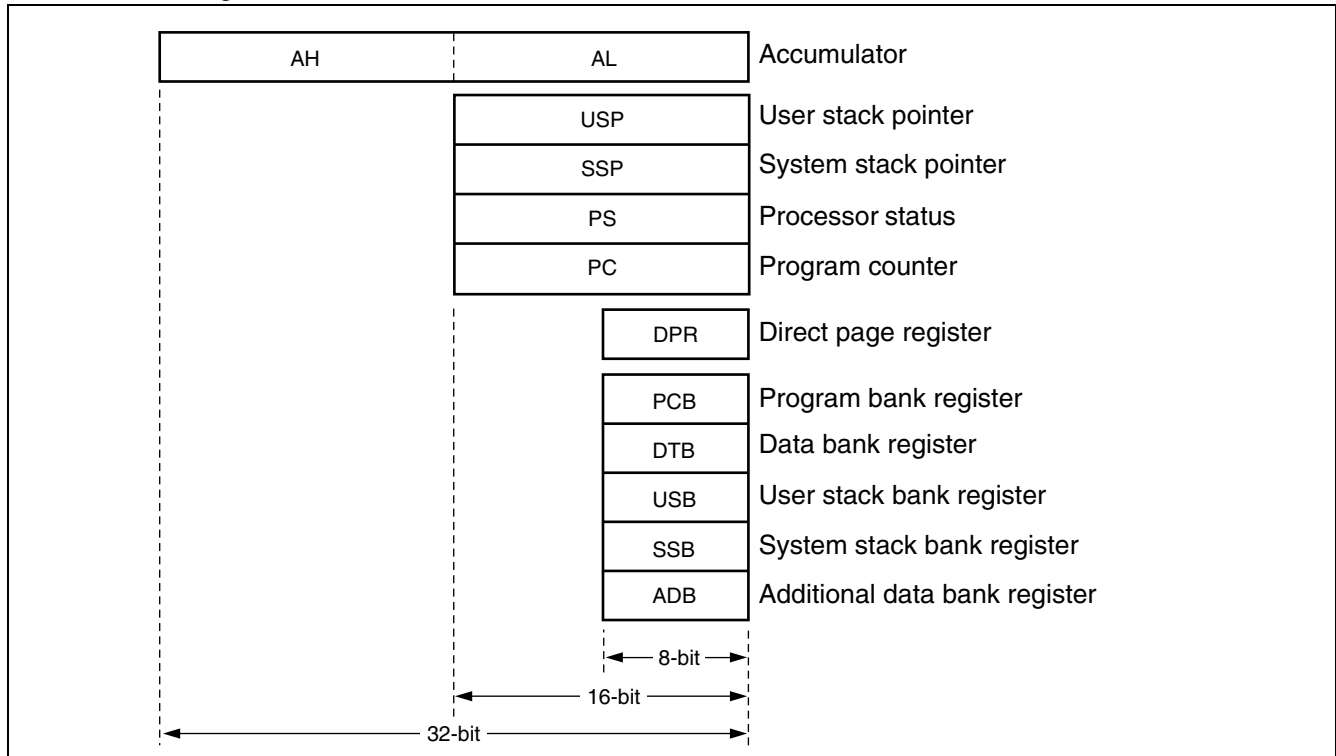 AH AL Accumulator
USP User stack pointer
SSP System stack pointer
PS Processor status
PC Program counter
DPR Direct page register
PCB Program bank register
DTB Data bank register
USB User stack bank register
SSB System stack bank register
ADB Additional data bank register
8-bit
16-bit
32-bit